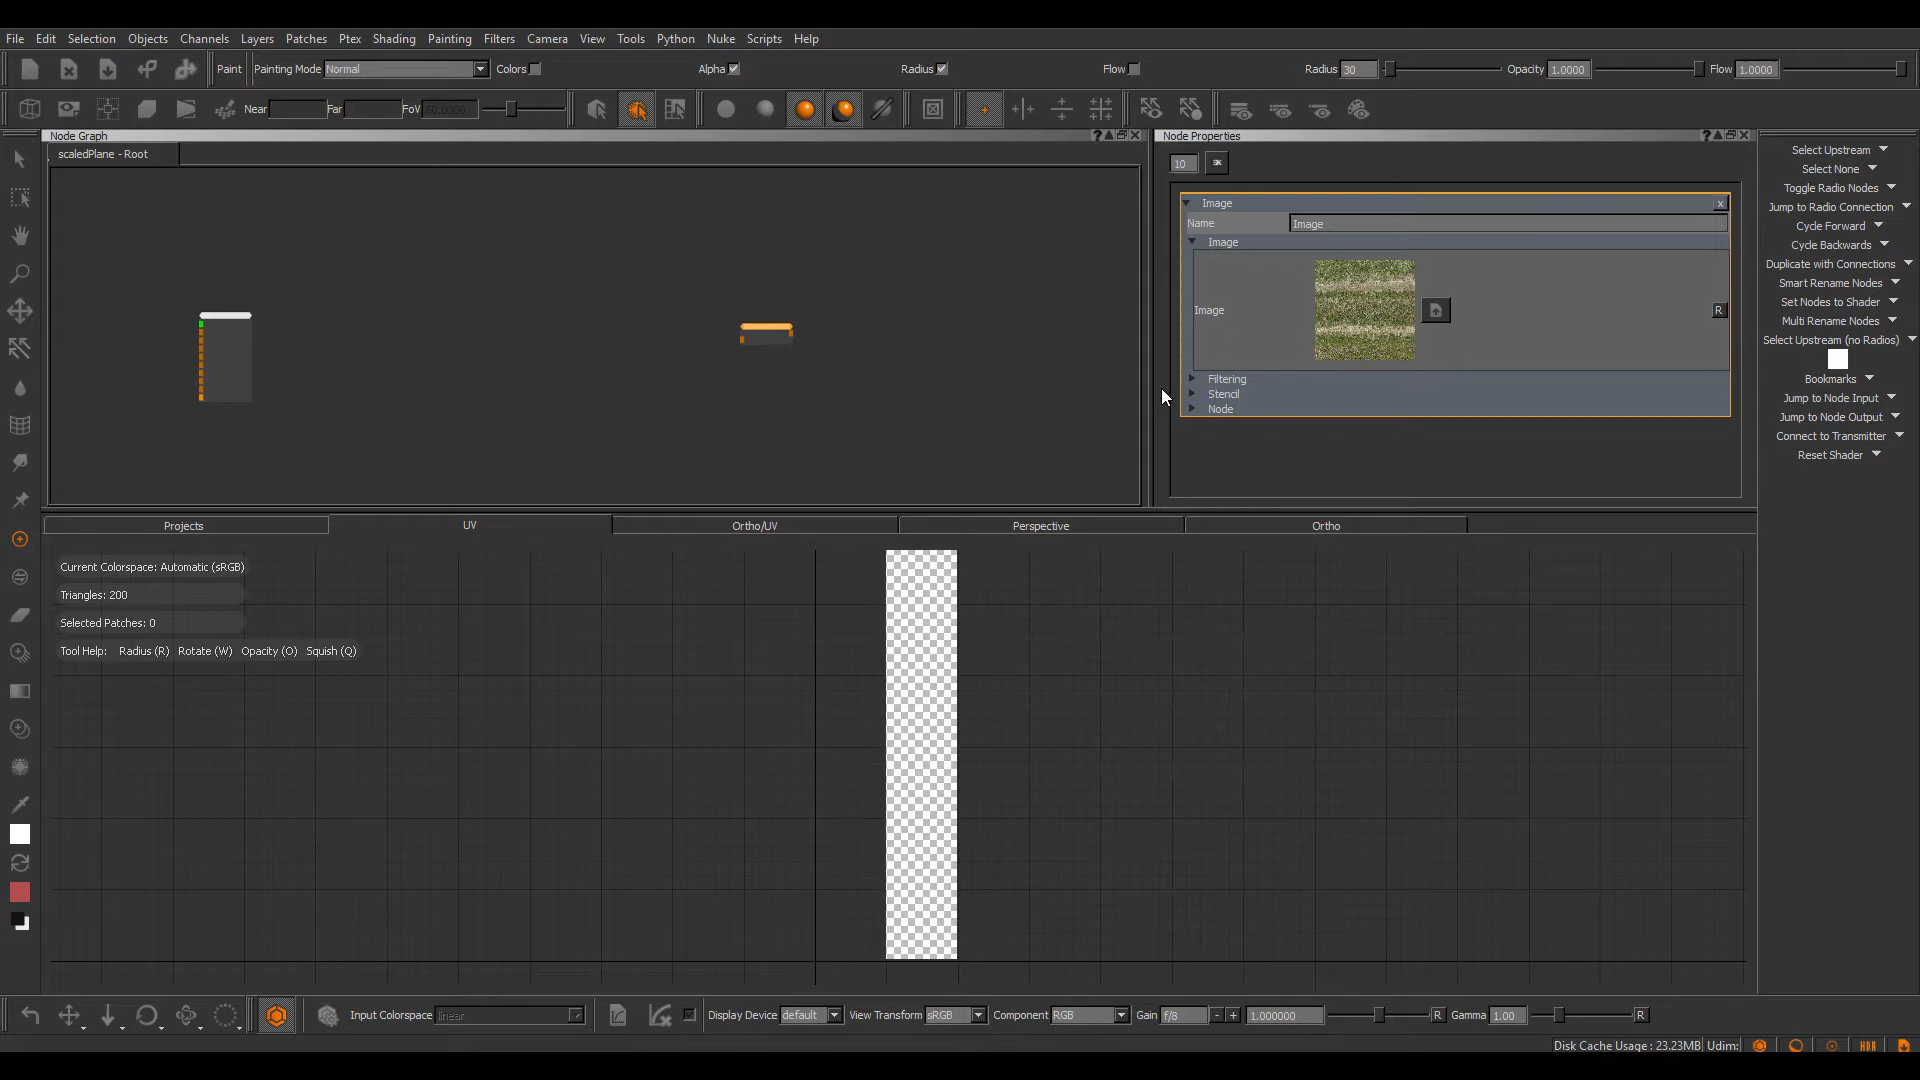 File Edit Selection Objects Channels Layers Patches Ptex Shading Painting Filters Camera View Tools Python Nuke Scripts Help
Paint Painting Mode Normal Colors Alpha Radius Flow Radius 30 Opacity 1.0000 Flow 1.0000
Near Far FoV 60.0000
Node Graph
scaledPlane - Root
Node Properties
10
Image
Name Image
Image
Image R
Filtering
Stencil
Node
Select Upstream
Select None
Toggle Radio Nodes
Jump to Radio Connection
Cycle Forward
Cycle Backwards
Duplicate with Connections
Smart Rename Nodes
Set Nodes to Shader
Multi Rename Nodes
Select Upstream (no Radios)
Bookmarks
Jump to Node Input
Jump to Node Output
Connect to Transmitter
Reset Shader
Projects UV Ortho/UV Perspective Ortho
Current Colorspace: Automatic (sRGB)
Triangles: 200
Selected Patches: 0
Tool Help: Radius (R) Rotate (W) Opacity (O) Squish (Q)
Input Colorspace linear Display Device default View Transform sRGB Component RGB Gain f/8 - + 1.000000 R Gamma 1.00 R
Disk Cache Usage : 23.23MB Udim: HDR